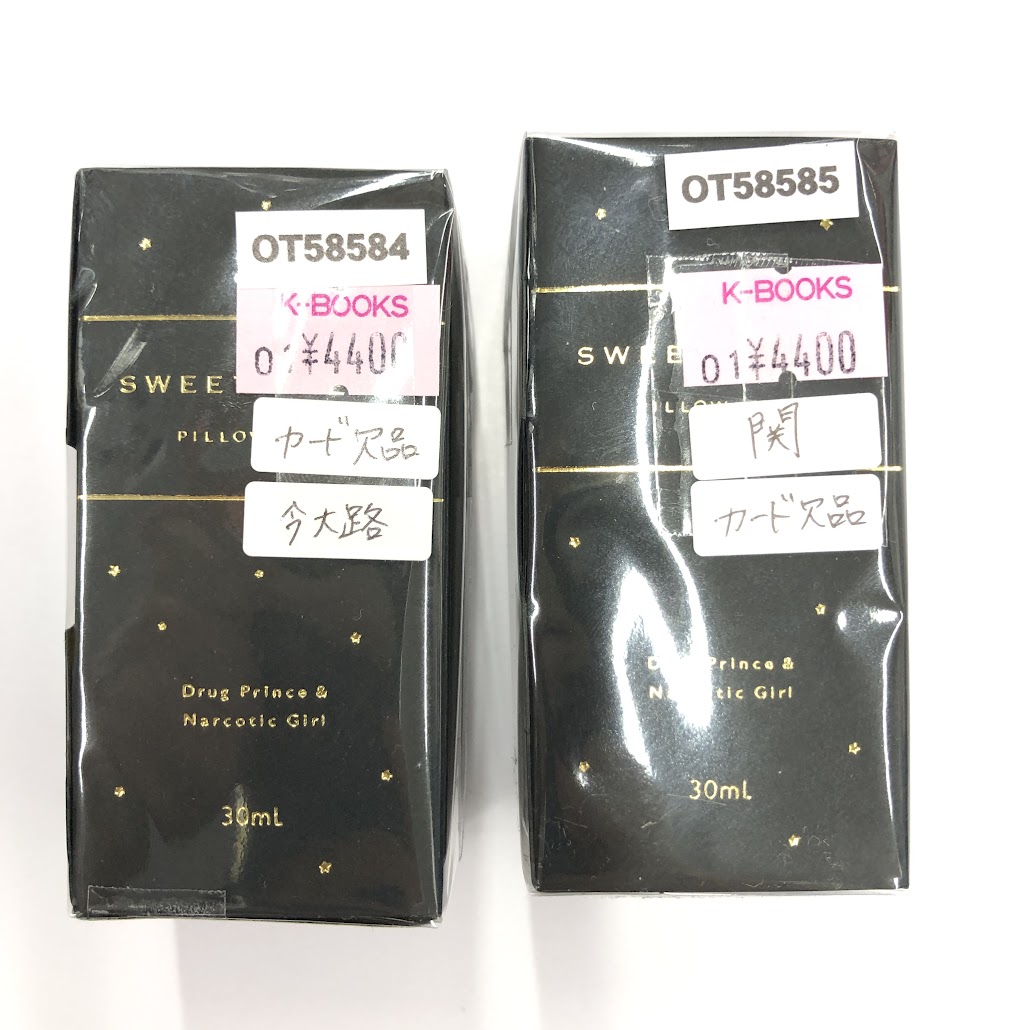 OT58584
K-BOOKS
01¥4400
SWEET
PILLOW
カード欠品
今大路
Drug Prince &
Narcotic Girl
30mL
OT58585
K-BOOKS
01¥4400
SWEE
PILLOW
関
カード欠品
Drug Prince &
Narcotic Girl
30mL